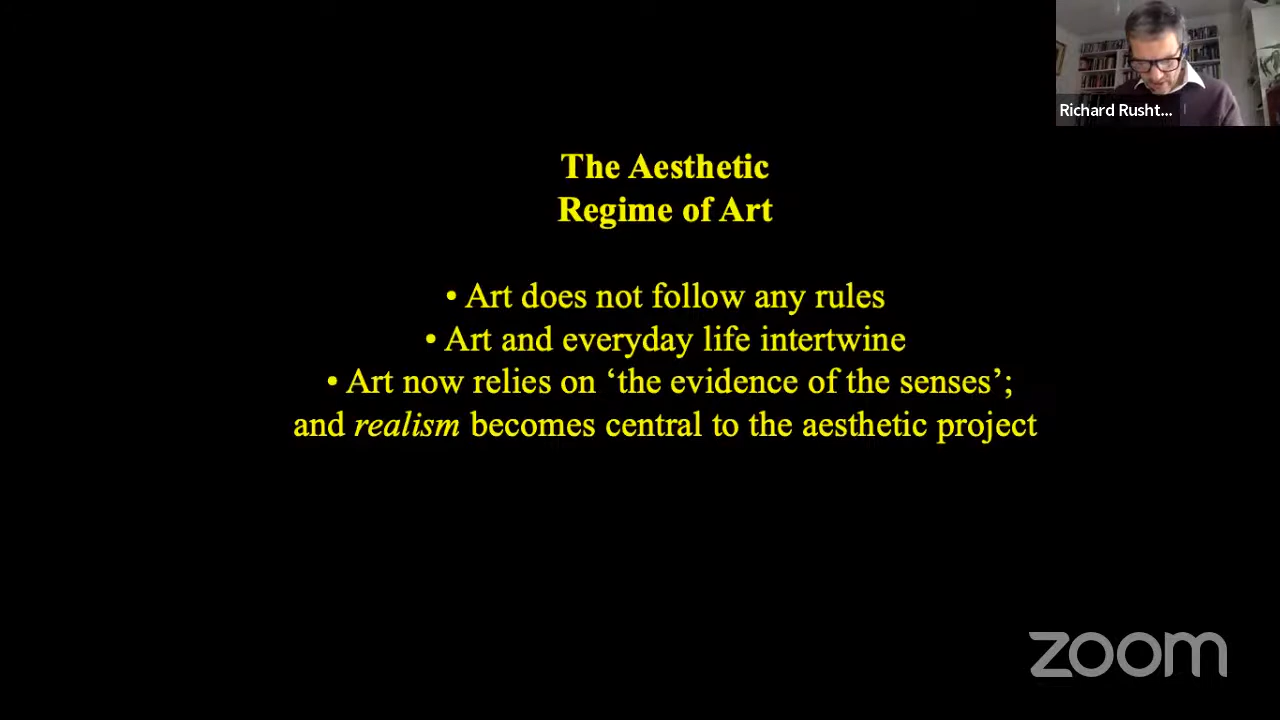 Richard Rusht...
The Aesthetic
Regime of Art
• Art does not follow any rules
• Art and everyday life intertwine
• Art now relies on ‘the evidence of the senses’;
and realism becomes central to the aesthetic project
zoom